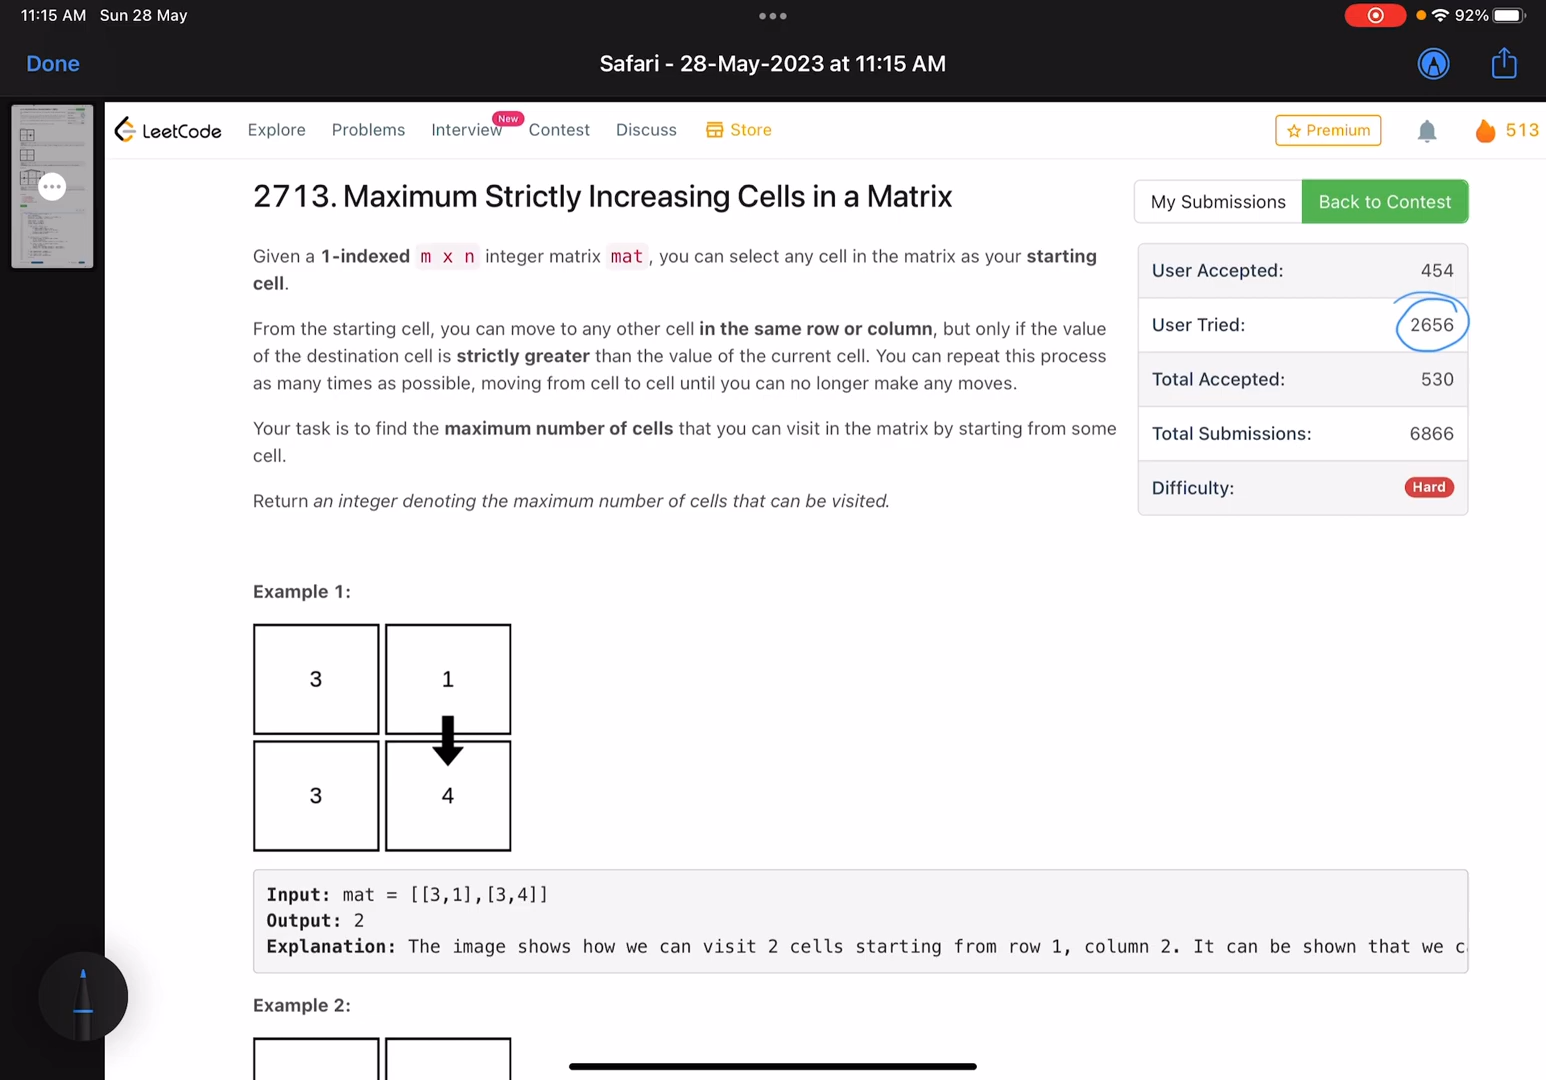 11:15 AM Sun 28 May
92%
Done
Safari - 28-May-2023 at 11:15 AM
LeetCode Explore Problems Interview New Contest Discuss Store
Premium
513
2713. Maximum Strictly Increasing Cells in a Matrix
My Submissions
Back to Contest
Given a 1-indexed m x n integer matrix mat , you can select any cell in the matrix as your starting
cell.
From the starting cell, you can move to any other cell in the same row or column, but only if the value
of the destination cell is strictly greater than the value of the current cell. You can repeat this process
as many times as possible, moving from cell to cell until you can no longer make any moves.
Your task is to find the maximum number of cells that you can visit in the matrix by starting from some
cell.
Return an integer denoting the maximum number of cells that can be visited.
User Accepted: 454
User Tried: 2656
Total Accepted: 530
Total Submissions: 6866
Difficulty: Hard
Example 1:
3 1
3 4
Input: mat = [[3,1],[3,4]]
Output: 2
Explanation: The image shows how we can visit 2 cells starting from row 1, column 2. It can be shown that we c
Example 2: